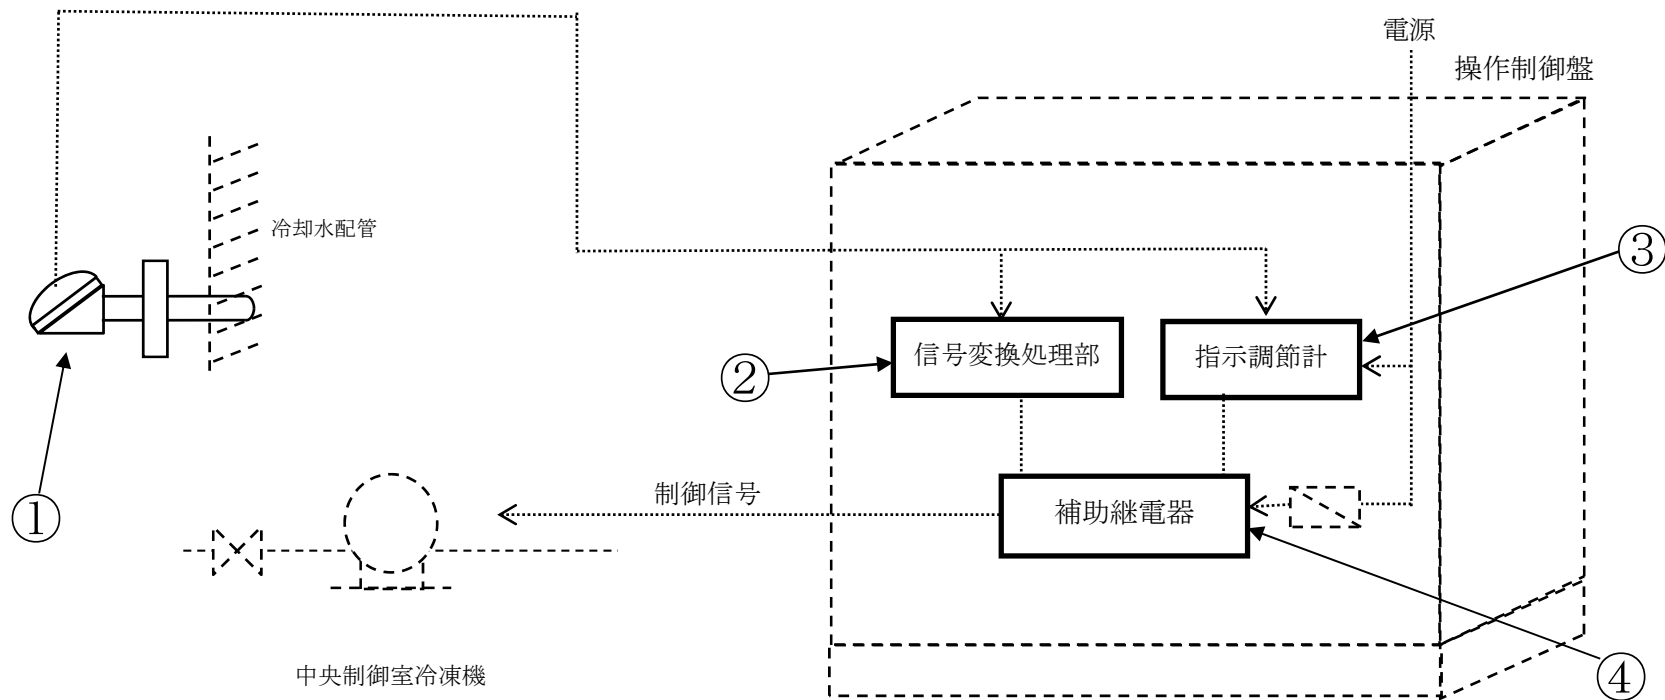 電源
操作制御盤
冷却水配管
③
信号変換処理部
指示調節計
②
制御信号
補助継電器
①
中央制御室冷凍機
④